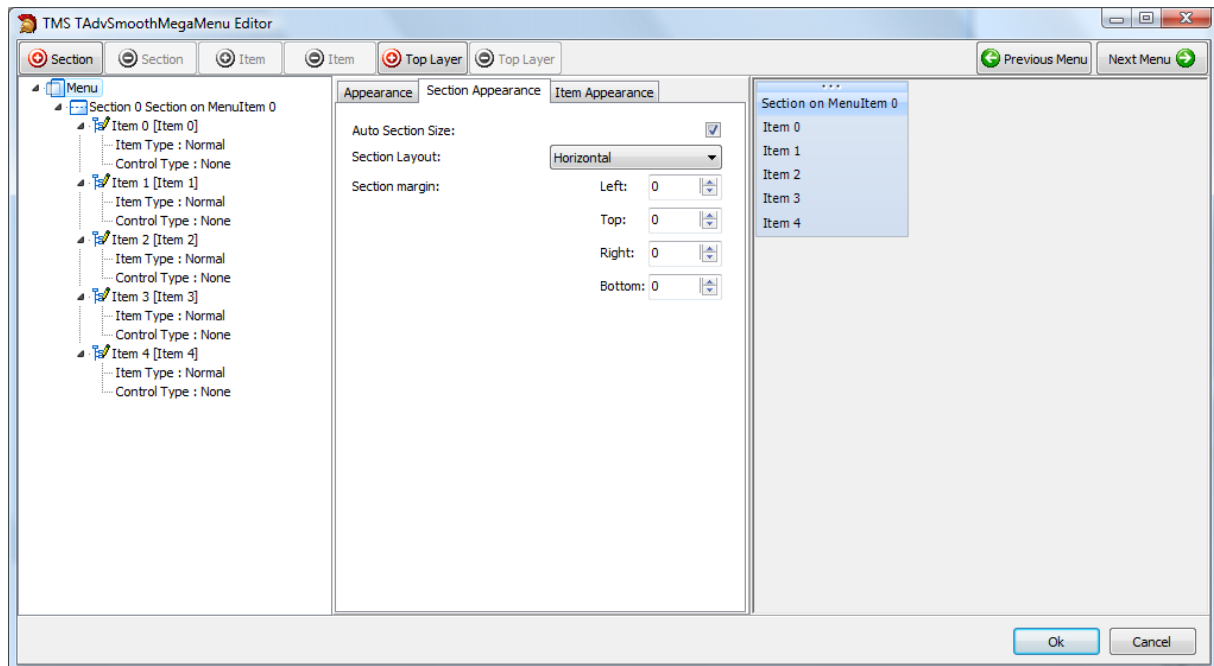 TMS TAdvSmoothMegaMenu Editor
Section Section Item Item Top Layer Top Layer Previous Menu Next Menu
Menu
Section 0 Section on MenuItem 0
Item 0 [Item 0]
Item Type : Normal
Control Type : None
Item 1 [Item 1]
Item Type : Normal
Control Type : None
Item 2 [Item 2]
Item Type : Normal
Control Type : None
Item 3 [Item 3]
Item Type : Normal
Control Type : None
Item 4 [Item 4]
Item Type : Normal
Control Type : None
Appearance Section Appearance Item Appearance
Auto Section Size:
Section Layout: Horizontal
Section margin: Left: 0
Top: 0
Right: 0
Bottom: 0
Section on MenuItem 0
Item 0
Item 1
Item 2
Item 3
Item 4
Ok Cancel